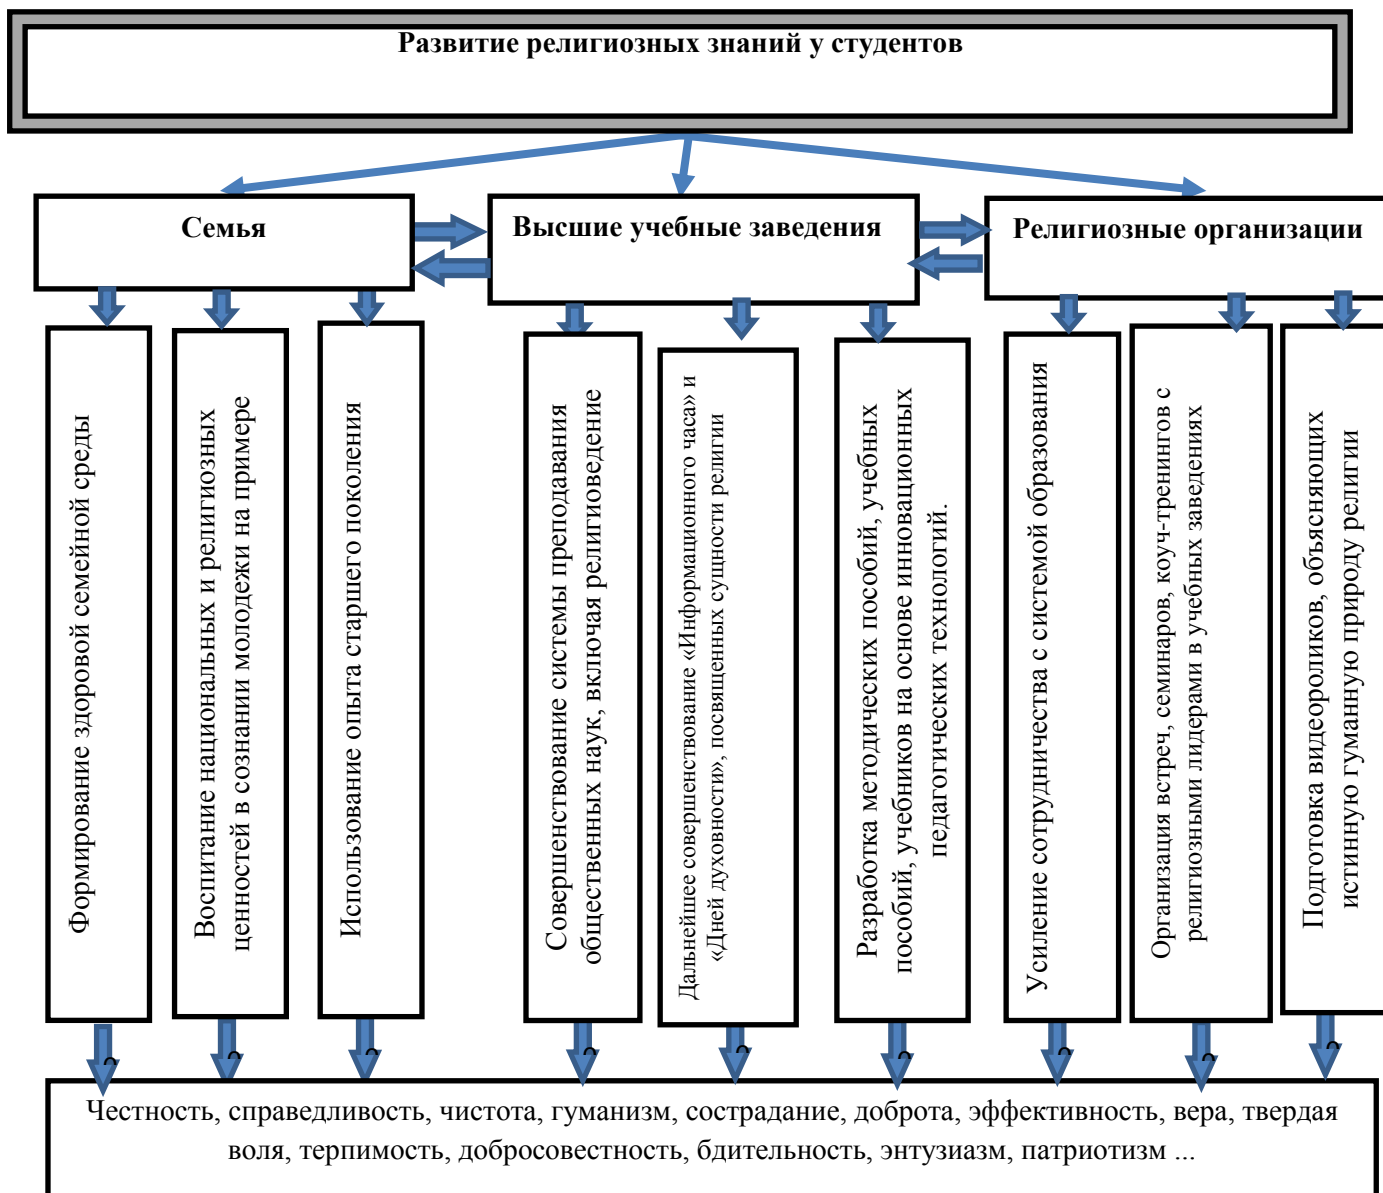 Развитие религиозных знаний у студентов
Семья
Высшие учебные заведения
Религиозные организации
Формирование здоровой семейной среды
Воспитание национальных и религиозных
ценностей в сознании молодежи на примере
Использование опыта старшего поколения
Совершенствование системы преподавания
общественных наук, включая религиоведение
Дальнейшее совершенствование «Информационного часа» и
«Дней духовности», посвященных сущности религии
Разработка методических пособий, учебных
пособий, учебников на основе инновационных
педагогических технологий.
Усиление сотрудничества с системой образования
Организация встреч, семинаров, коуч-тренингов с
религиозными лидерами в учебных заведениях
Подготовка видеороликов, объясняющих
истинную гуманную природу религии
Честность, справедливость, чистота, гуманизм, сострадание, доброта, эффективность, вера, твердая
воля, терпимость, добросовестность, бдительность, энтузиазм, патриотизм ...